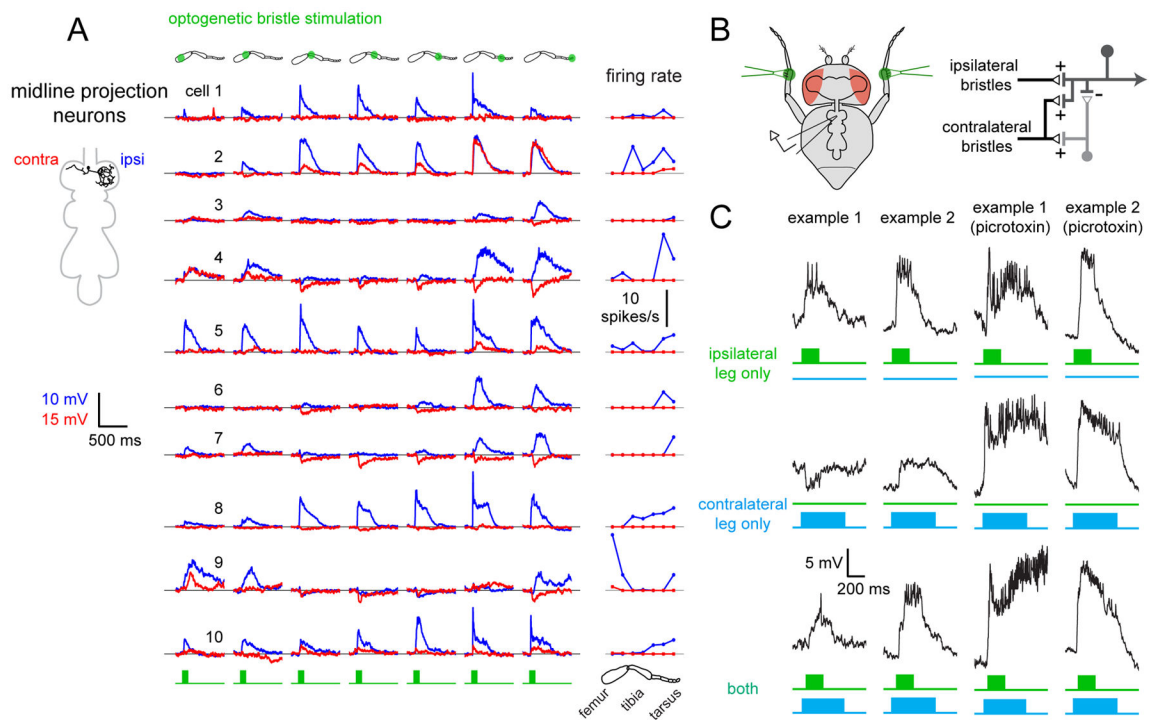 A
optogenetic bristle stimulation
midline projection
neurons
contra
ipsi
firing rate
cell 1
2
3
4
5
6
7
8
9
10
10
spikes/s
10 mV
15 mV
500 ms
femur
tibia
tarsus
B
ipsilateral
bristles
contralateral
bristles
+
+
+
-
C
example 1
example 2
example 1
(picrotoxin)
example 2
(picrotoxin)
ipsilateral
leg only
contralateral
leg only
5 mV
200 ms
both